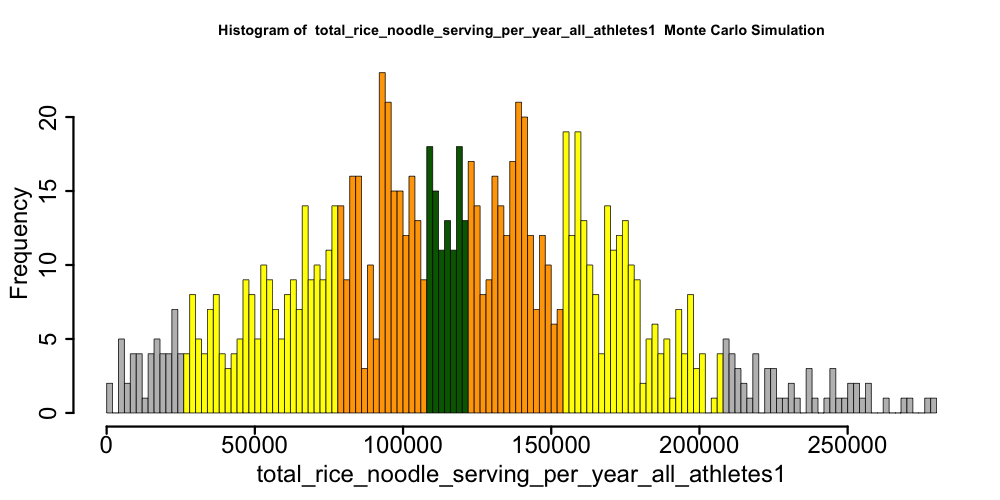 Histogram of  total_rice_noodle_serving_per_year_all_athletes1  Monte Carlo Simulation
Frequency
20
15
10
5
0
0 50000 100000 150000 200000 250000
total_rice_noodle_serving_per_year_all_athletes1